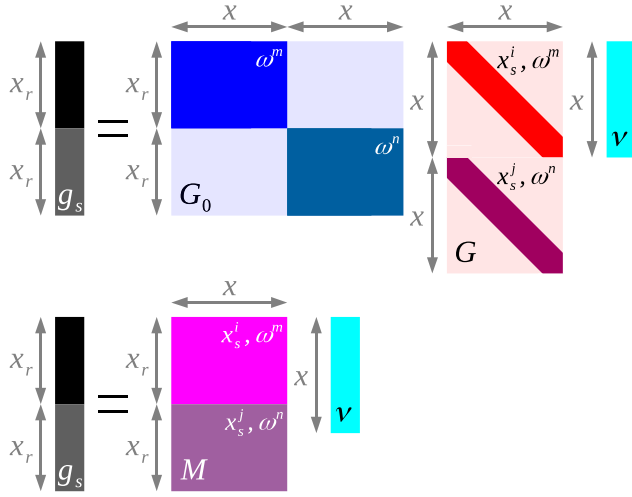 x x x
x_r = x_r ω^m x x_s^i, ω^m x ν
x_r g_s x_r G_0 ω^n x x_s^j, ω^n G
x
x_r = x_r x_s^i, ω^m x ν
x_r g_s x_r x_s^j, ω^n M